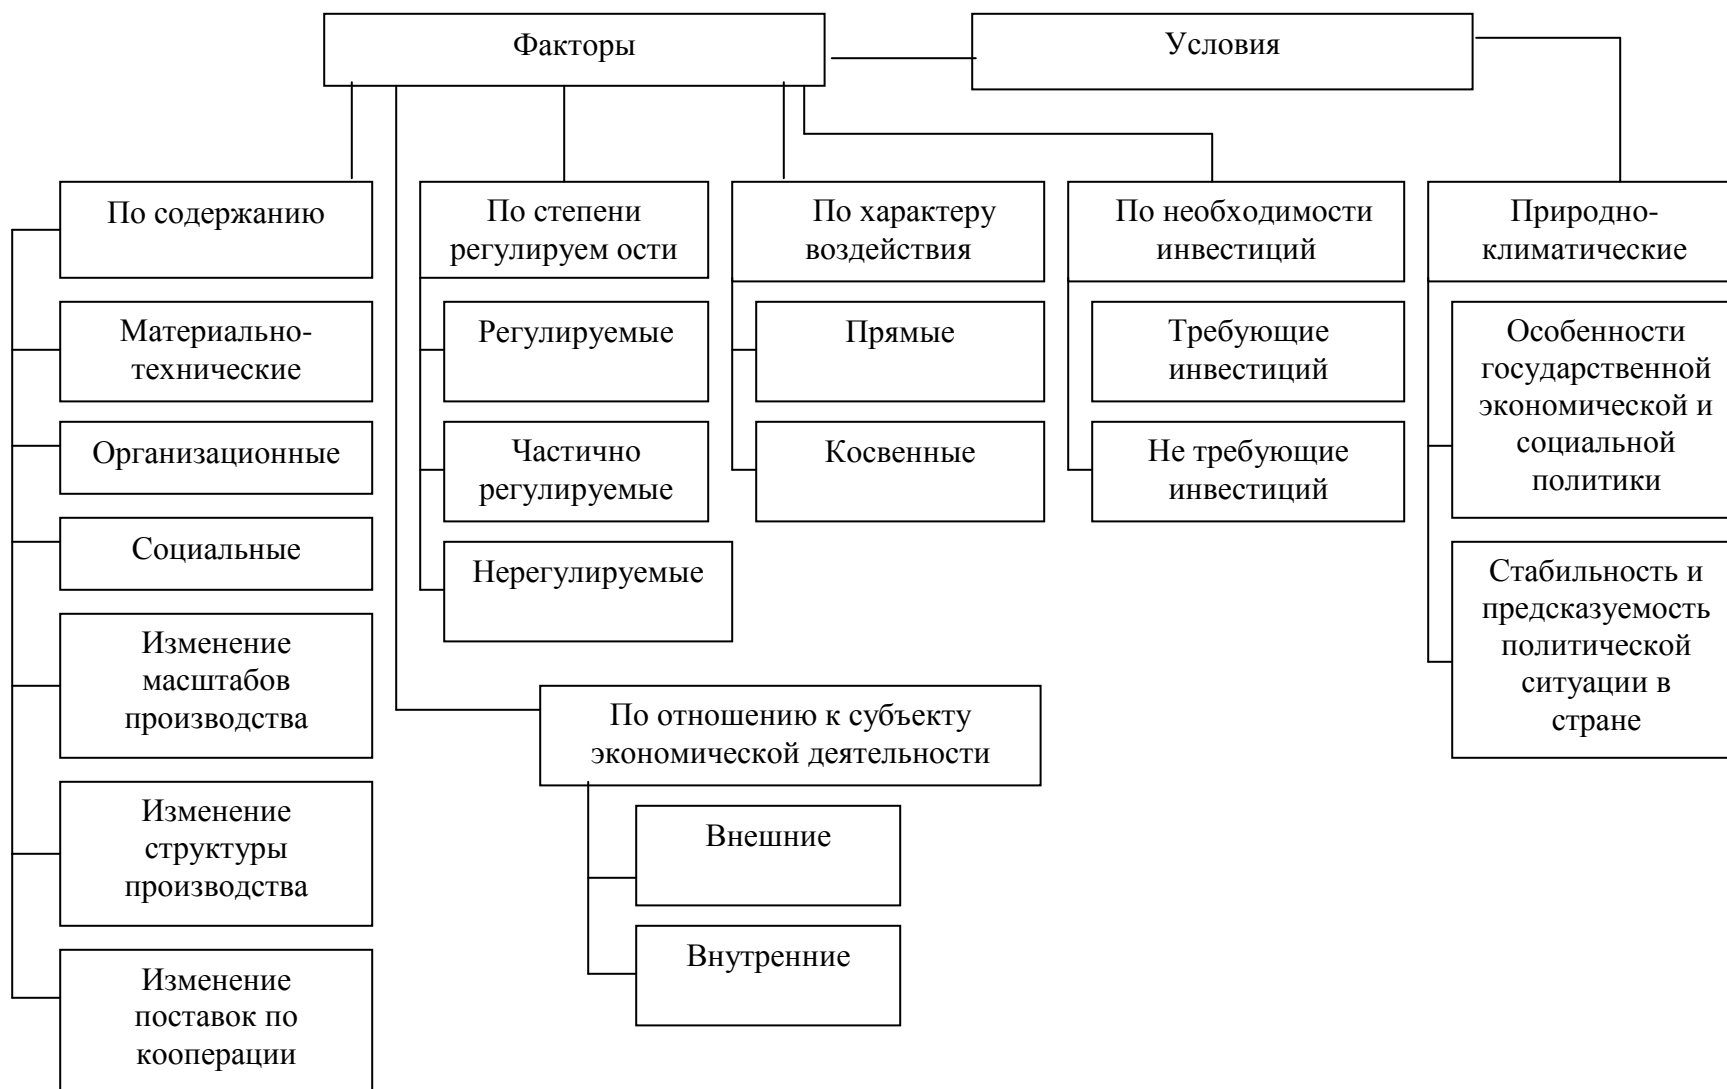 Факторы
Условия
По содержанию
Материально-
технические
Организационные
Социальные
Изменение
масштабов
производства
Изменение
структуры
производства
Изменение
поставок по
кооперации
По степени
регулируем ости
Регулируемые
Частично
регулируемые
Нерегулируемые
По характеру
воздействия
Прямые
Косвенные
По необходимости
инвестиций
Требующие
инвестиций
Не требующие
инвестиций
Природно-
климатические
Особенности
государственной
экономической и
социальной
политики
Стабильность и
предсказуемость
политической
ситуации в
стране
По отношению к субъекту
экономической деятельности
Внешние
Внутренние